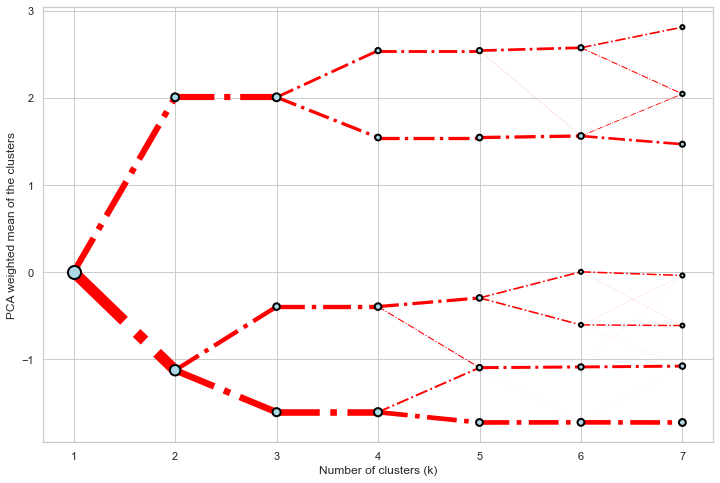 3
2
1
0
−1
PCA weighted mean of the clusters
1 2 3 4 5 6 7
Number of clusters (k)